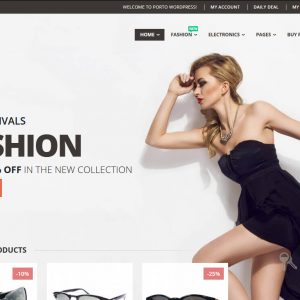 WELCOME TO PORTO WORDPRESS! | MY ACCOUNT | DAILY DEAL | MY
NEW
HOME FASHION ELECTRONICS PAGES BUY
IVALS
SHION
% OFF IN THE NEW COLLECTION
ODUCTS
-10%
-25%